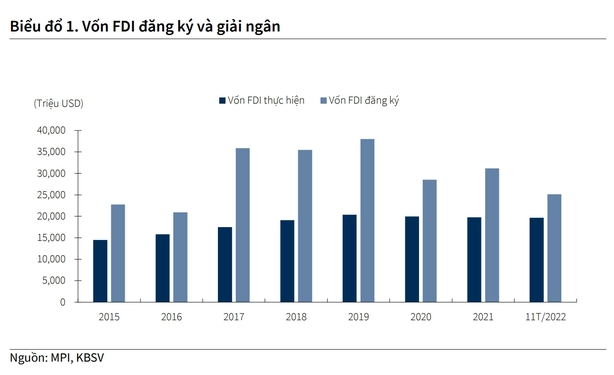 Biểu đồ 1. Vốn FDI đăng ký và giải ngân
(Triệu USD)
Vốn FDI thực hiện
Vốn FDI đăng ký
40,000
35,000
30,000
25,000
20,000
15,000
10,000
5,000
0
2015 2016 2017 2018 2019 2020 2021 11T/2022
Nguồn: MPI, KBSV